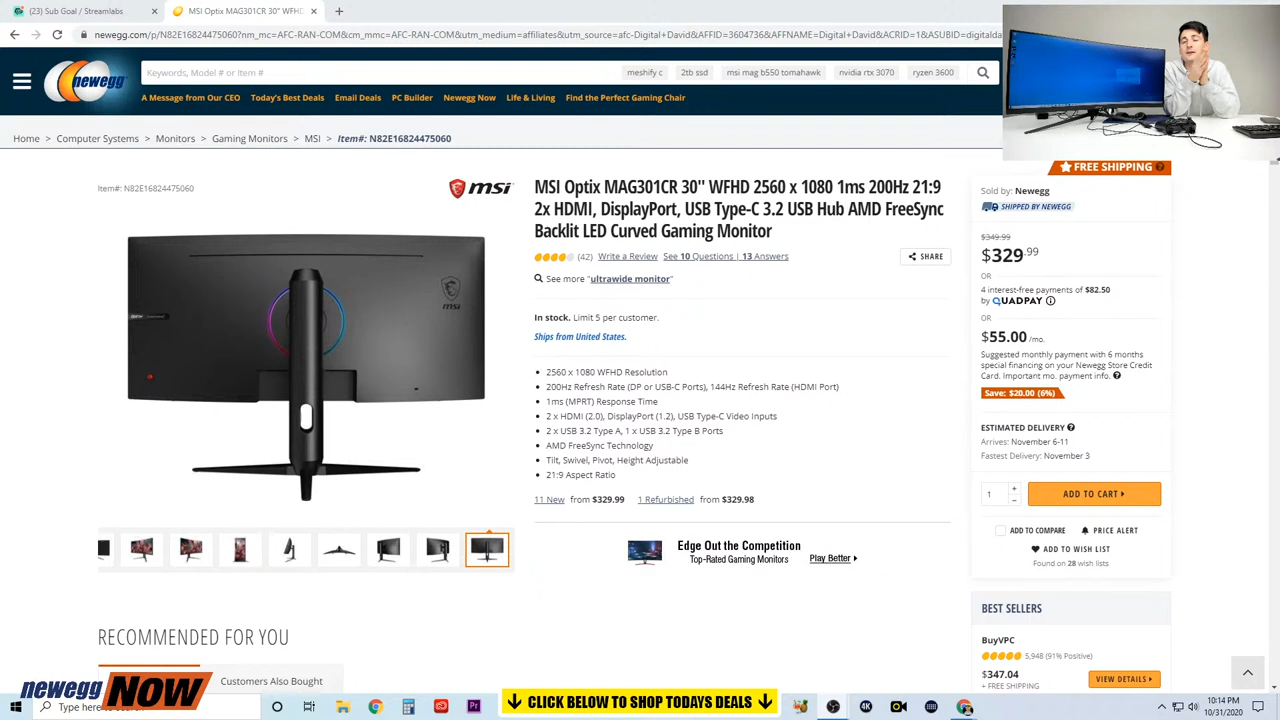 (23) Sub Goal / Streamlabs
MSI Optix MAG301CR 30" WFHD
newegg.com/p/N82E16824475060?nm_mc=AFC-RAN-COM&cm_mmc=AFC-RAN-COM&utm_medium=affiliates&utm_source=afc-Digital+David&AFFID=3604736&AFFNAME=Digital+David&ACRID=1&ASUBID=digitalda
newegg
Keywords, Model # or Item #
meshify c
2tb ssd
msi mag b550 tomahawk
nvidia rtx 3070
ryzen 3600
A Message from Our CEO
Today's Best Deals
Email Deals
PC Builder
Newegg Now
Life & Living
Find the Perfect Gaming Chair
Home > Computer Systems > Monitors > Gaming Monitors > MSI > Item#: N82E16824475060
Item#: N82E16824475060
msi
msi
MSI Optix MAG301CR 30" WFHD 2560 x 1080 1ms 200Hz 21:9
2x HDMI, DisplayPort, USB Type-C 3.2 USB Hub AMD FreeSync
Backlit LED Curved Gaming Monitor
(42) Write a Review See 10 Questions | 13 Answers
SHARE
See more "ultrawide monitor"
In stock. Limit 5 per customer.
Ships from United States.
• 2560 x 1080 WFHD Resolution
• 200Hz Refresh Rate (DP or USB-C Ports), 144Hz Refresh Rate (HDMI Port)
• 1ms (MPRT) Response Time
• 2 x HDMI (2.0), DisplayPort (1.2), USB Type-C Video Inputs
• 2 x USB 3.2 Type A, 1 x USB 3.2 Type B Ports
• AMD FreeSync Technology
• Tilt, Swivel, Pivot, Height Adjustable
• 21:9 Aspect Ratio
11 New from $329.99 1 Refurbished from $329.98
Edge Out the Competition
Top-Rated Gaming Monitors
Play Better
FREE SHIPPING
Sold by: Newegg
SHIPPED BY NEWEGG
$349.99
$329.99
OR
4 interest-free payments of $82.50
by QUADPAY
OR
$55.00 /mo.
Suggested monthly payment with 6 months
special financing on your Newegg Store Credit
Card. Important mo. payment info.
Save: $20.00 (6%)
ESTIMATED DELIVERY
Arrives: November 6-11
Fastest Delivery: November 3
1
ADD TO CART
ADD TO COMPARE
PRICE ALERT
ADD TO WISH LIST
Found on 28 wish lists
BEST SELLERS
BuyVPC
5,948 (91% Positive)
$347.04
+ FREE SHIPPING
VIEW DETAILS
RECOMMENDED FOR YOU
Customers Also Bought
newegg NOW
Type here to search
CLICK BELOW TO SHOP TODAYS DEALS
4K
Pr
10:14 PM
10/31/2020